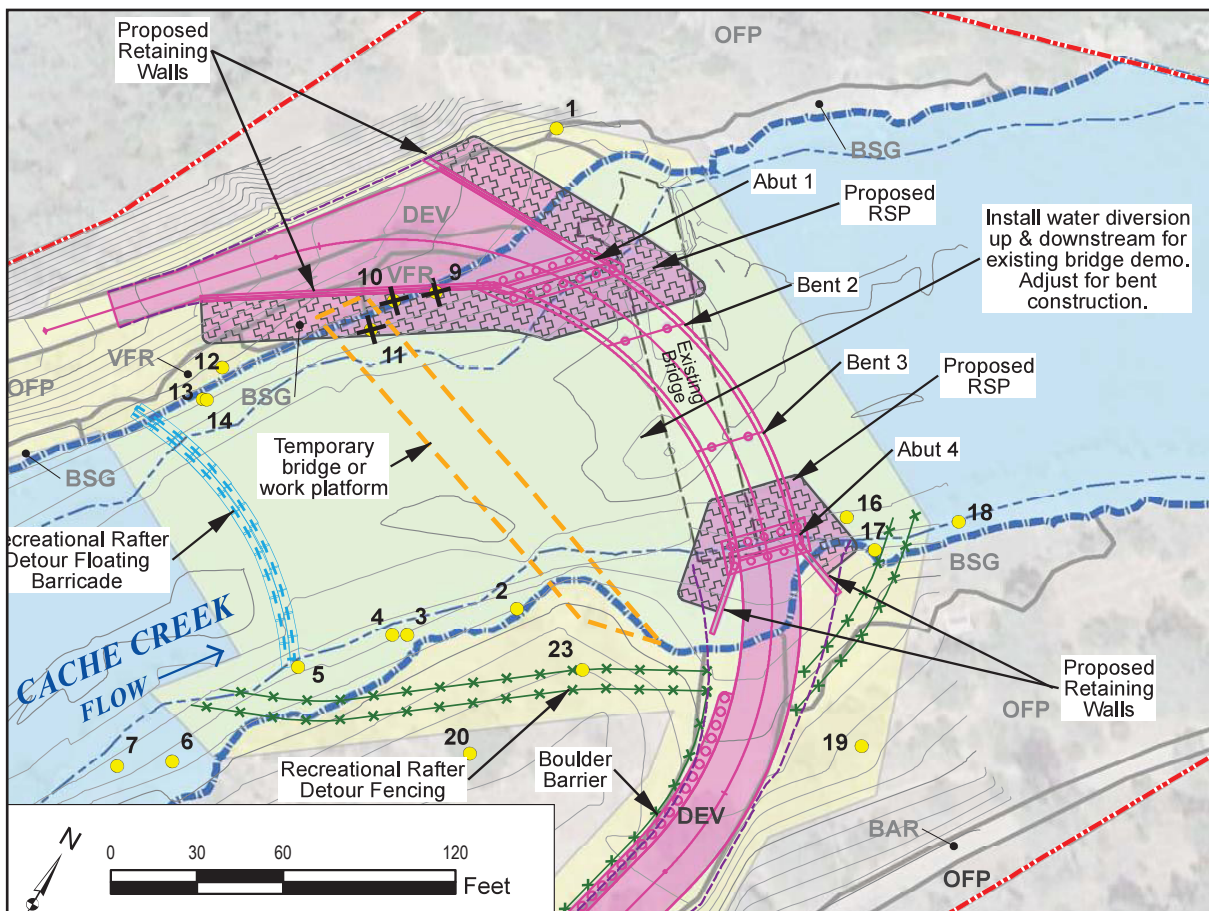 Proposed
Retaining
Walls
OFP
1
BSG
Abut 1
Proposed
RSP
Install water diversion
up & downstream for
existing bridge demo.
Adjust for bent
construction.
DEV
VFR
10
9
11
Bent 2
Existing
Bridge
Bent 3
Proposed
RSP
Abut 4
VFR
12
OFP
13
14
BSG
BSG
Temporary
bridge or
work platform
16
17
18
BSG
ecreational Rafter
Detour Floating
Barricade
2
4
3
5
23
CACHE CREEK
FLOW
7
6
20
Recreational Rafter
Detour Fencing
Boulder
Barrier
DEV
19
Proposed
Retaining
Walls
OFP
BAR
OFP
N
0 30 60 120
Feet